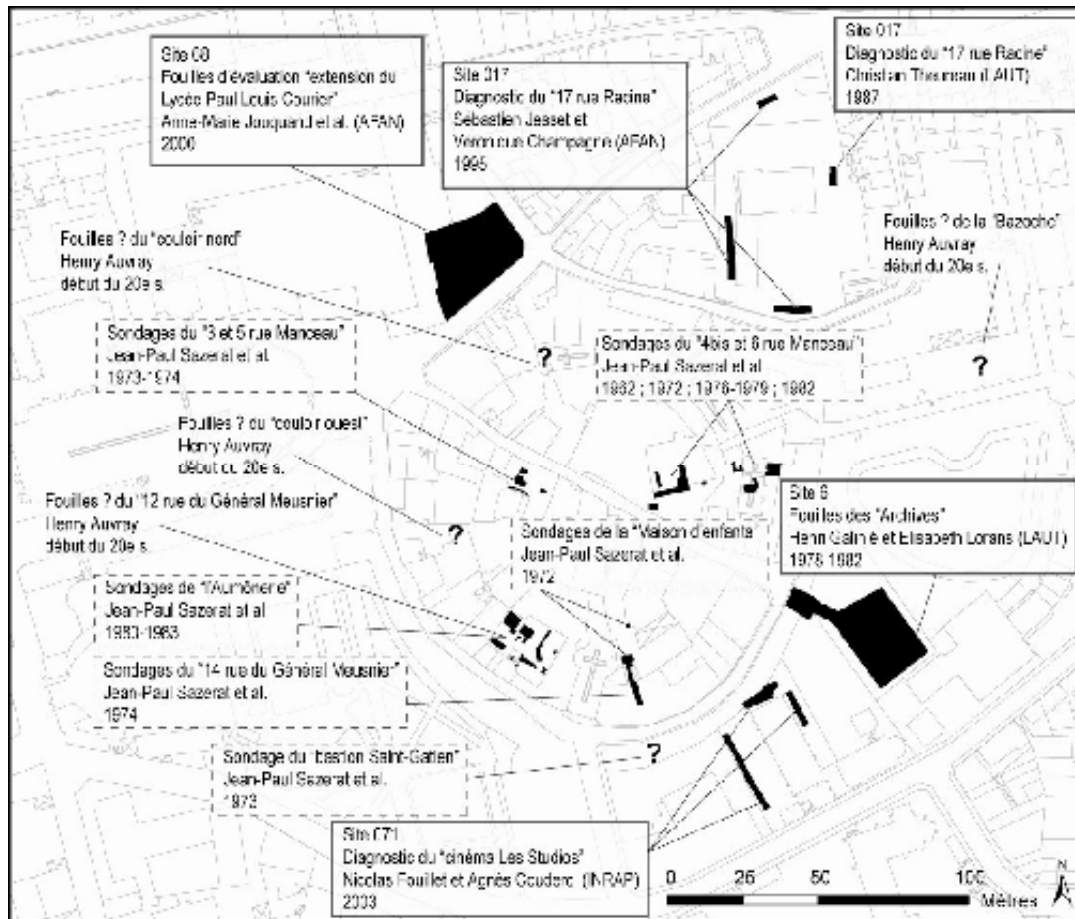 Site 08
Fouilles d'évaluation "extension du
Lycée Paul Louis Courier"
Anne-Marie Jouquand et al. (AFAN)
2000
Site 017
Diagnostic du "17 rue Racine"
Sébastien Jesset et
Véronique Champagne (AFAN)
1995
Site 017
Diagnostic du "17 rue Racine"
Christian Theureau (LAUT)
1987
Fouilles ? du "couloir nord"
Henry Auvray
début du 20e s.
Fouilles ? de la "Bazoche"
Henry Auvray
début du 20e s.
Sondages du "3 et 5 rue Manceau"
Jean-Paul Sazerat et al.
1973-1974
?
Sondages du "4bis et 6 rue Manceau"
Jean-Paul Sazerat et al.
1962 ; 1972 ; 1976-1979 ; 1982
?
Fouilles ? du "couloir ouest"
Henry Auvray
début du 20e s.
?
Fouilles ? du "12 rue du Général Meusnier"
Henry Auvray
début du 20e s.
Sondages de la "Maison d'enfants"
Jean-Paul Sazerat et al.
1972
Site 6
Fouilles des "Archives"
Henri Galinié et Elisabeth Lorans (LAUT)
1978-1982
Sondages de "l'Aumônerie"
Jean-Paul Sazerat et al.
Sondages du "14 rue du Général Meusnier"
Jean-Paul Sazerat et al.
1974
Sondage du "bastion Saint-Gatien"
Jean-Paul Sazerat et al.
1973
?
Site 071
Diagnostic du "cinéma Les Studios"
Nicolas Fouillet et Agnès Couderc (INRAP)
2003
0 25 50 100
Mètres
N